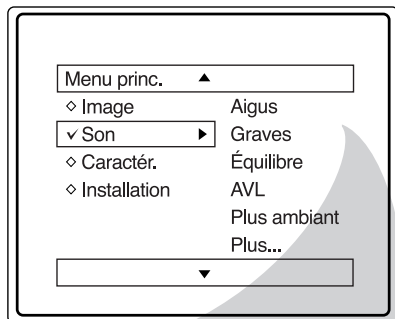 Menu princ. ▲
◇ Image Aigus
✓ Son ▶ Graves
◇ Caractér. Équilibre
◇ Installation AVL
Plus ambiant
Plus...
▼